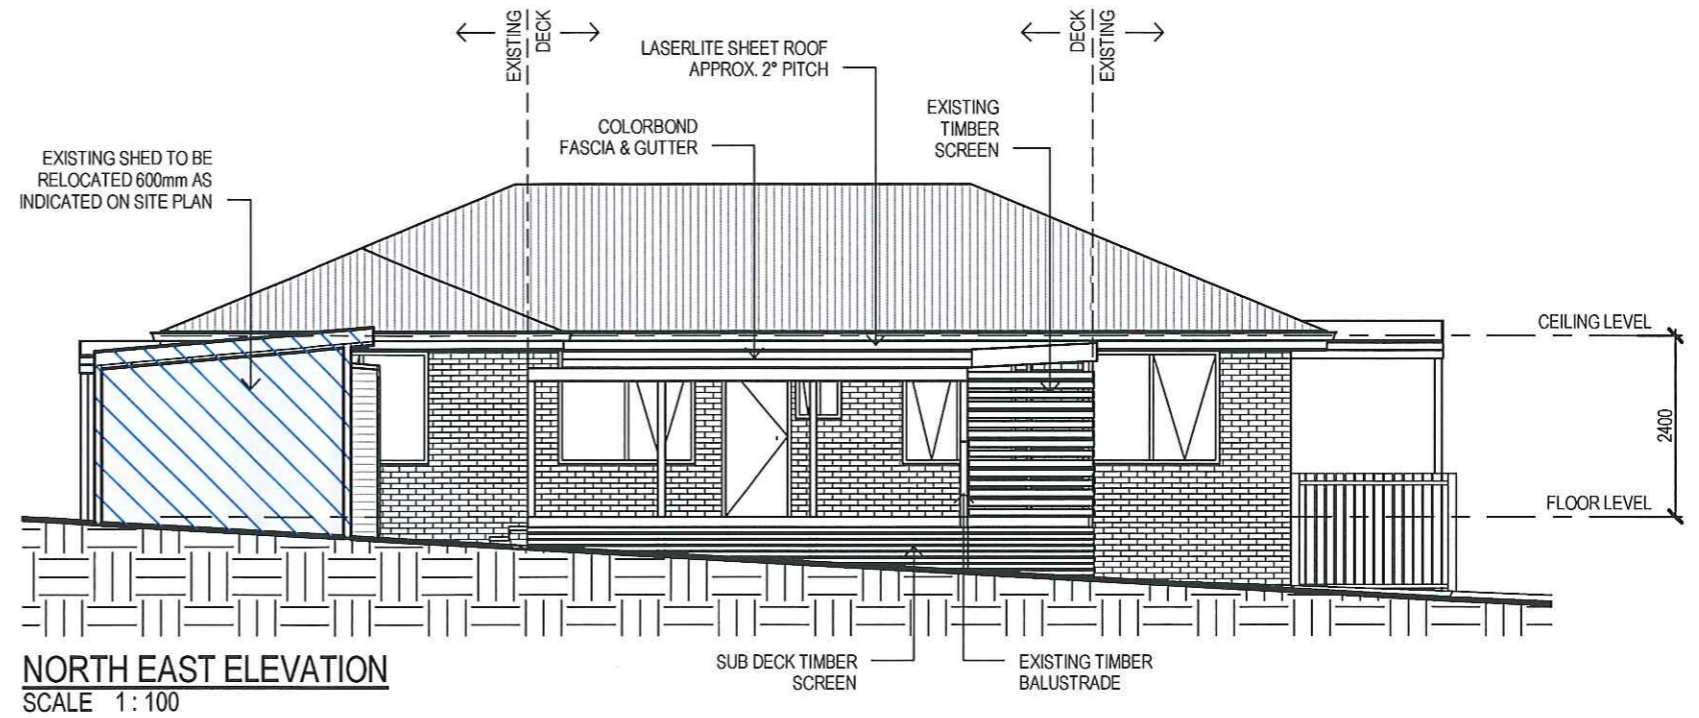 EXISTING
DECK
DECK
EXISTING
LASERLITE SHEET ROOF
APPROX. 2° PITCH
EXISTING
TIMBER
SCREEN
COLORBOND
FASCIA & GUTTER
EXISTING SHED TO BE
RELOCATED 600mm AS
INDICATED ON SITE PLAN
CEILING LEVEL
2400
FLOOR LEVEL
SUB DECK TIMBER
SCREEN
EXISTING TIMBER
BALUSTRADE
NORTH EAST ELEVATION
SCALE 1 : 100